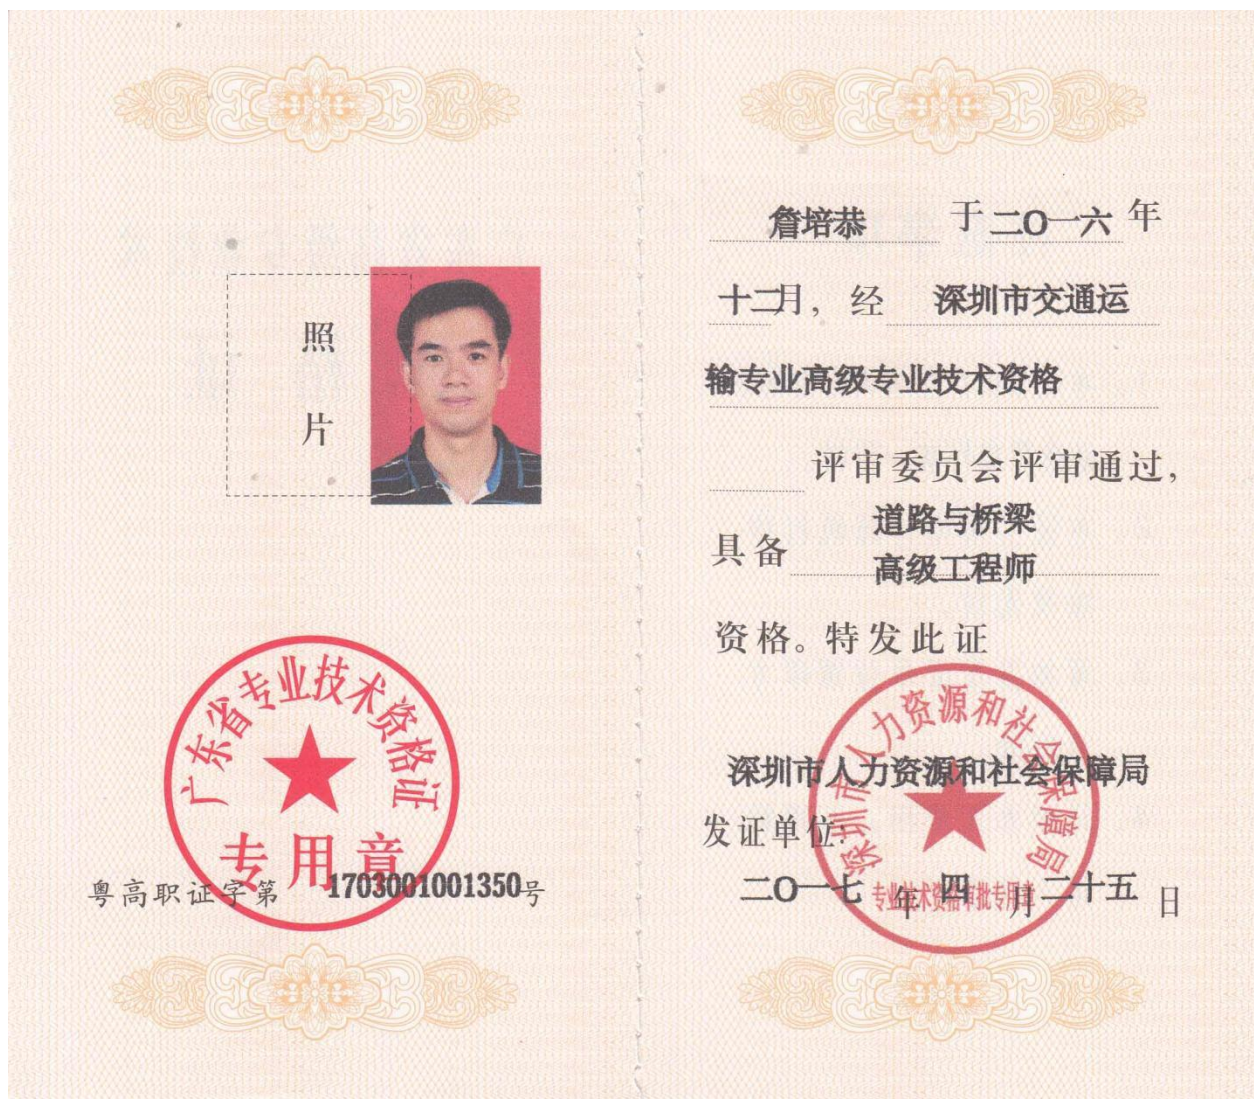 照
片
广东省专业技术资格证
专用章
粤高职证字第 1703001001350号
詹培恭 于二O一六年
十二月，经 深圳市交通运
输专业高级专业技术资格
评审委员会评审通过，
具备 道路与桥梁
高级工程师
资格。特发此证
深圳市人力资源和社会保障局
深圳市人力资源和社会保障局
发证单位：
专业技术资格审批专用章
二O一七年四月二十五日